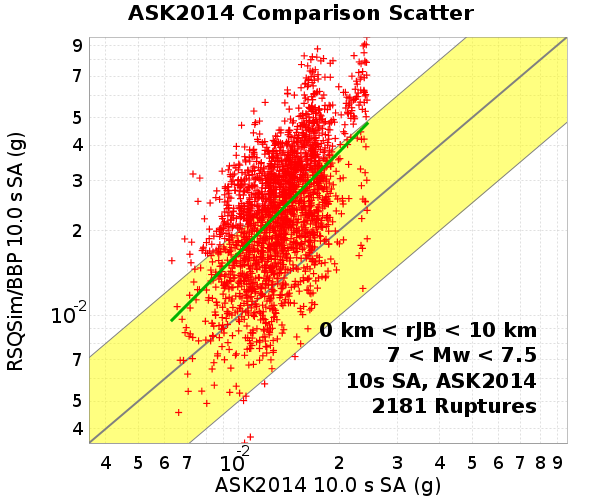 ASK2014 Comparison Scatter
RSQSim/BBP 10.0 s SA (g)
9
7
5
4
3
2
10-2
7
5
4
0 km < rJB < 10 km
7 < Mw < 7.5
10s SA, ASK2014
2181 Ruptures
4 5 6 7 10-2 2 3 4 5 6 7 8 9
ASK2014 10.0 s SA (g)